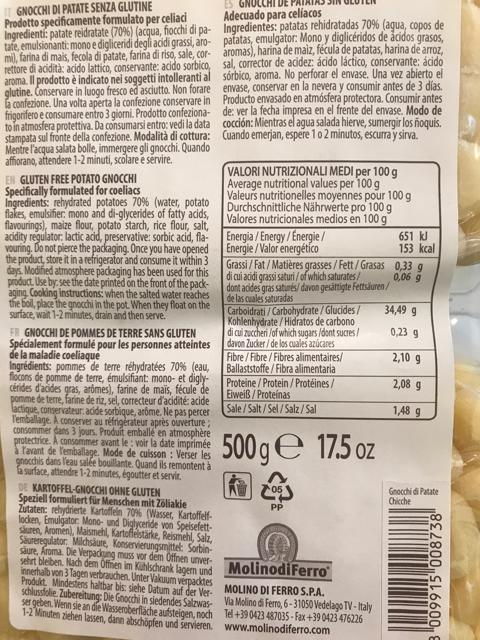 IT GNOCCHI DI PATATE SENZA GLUTINE
Prodotto specificamente formulato per celiaci
Ingredienti: patate reidratate (70%) (acqua, fiocchi di pa-
tate, emulsionanti: mono e digliceridi degli acidi grassi, aro-
mi), farina di mais, fecola di patate, farina di riso, sale, cor-
rettore di acidità: acido lattico, conservante: acido sorbico,
aroma. Il prodotto è indicato nei soggetti intolleranti al
glutine. Conservare in luogo fresco ed asciutto. Non forare
la confezione. Una volta aperta la confezione conservare in
frigorifero e consumare entro 3 giorni. Prodotto confeziona-
to in atmosfera protettiva. Da consumarsi entro: vedi la data
stampata sul fronte della confezione. Modalità di cottura:
Mentre l'acqua salata bolle, immergere gli gnocchi. Quando
affiorano, attendere 1-2 minuti, scolare e servire.
EN GLUTEN FREE POTATO GNOCCHI
Specifically formulated for coeliacs
Ingredients: rehydrated potatoes 70% (water, potato
flakes, emulsifier: mono and di-glycerides of fatty acids,
flavourings), maize flour, potato starch, rice flour, salt,
acidity regulator: lactic acid, preservative: sorbic acid, fla-
vouring. Do not pierce the packaging. Once you have opened
the product, store it in a refrigerator and consume it within 3
days. Modified atmosphere packaging has been used for this
product. Use by: see the date printed on the front of the pack-
aging. Cooking instructions: when the salted water reaches
the boil, place the gnocchi in the pot. When they float on the
surface, wait 1-2 minutes, drain and then serve.
FR GNOCCHI DE POMMES DE TERRE SANS GLUTEN
Spécialement formulé pour les personnes atteintes
de la maladie coeliaque
Ingrédients: pommes de terre réhydratées 70% (eau,
flocons de pomme de terre, émulsifiant: mono- et digly-
cérides d'acides gras, arômes), farine de maïs, fécule de
pomme de terre, farine de riz, sel, correcteur d'acidité: acide
lactique, conservateur: acide sorbique, arôme. Ne pas percer
l'emballage. À conserver au réfrigérateur après ouverture ;
consommer dans 3 jours. Produit emballé en atmosphère
protectrice. À consommer avant le : voir la date imprimée
à l'avant de l'emballage. Mode de cuisson : Verser les
gnocchis dans l'eau salée bouillante. Quand ils remontent à
la surface, attendre 1-2 minutes, égoutter et servir.
DE KARTOFFEL-GNOCCHI OHNE GLUTEN
Speziell formuliert für Menschen mit Zöliakie
Zutaten: rehydrierte Kartoffeln 70% (Wasser, Kartoffelf-
locken, Emulgator: Mono- und Diglyceride von Speisefett-
säuren, Aromen), Maismehl, Kartoffelstärke, Reismehl, Salz,
Säureregulator: Milchsäure, Konservierungsmittel: Sorbin-
säure, Aroma. Die Verpackung muss vor dem Öffnen unver-
sehrt bleiben. Nach dem Öffnen im Kühlschrank lagern und
innerhalb von 3 Tagen verbrauchen. Unter Vakuum verpacktes
Produkt. Mindestens haltbar bis: siehe Datum auf der Ver-
schlussfolie. Zubereitung: Die Gnocchi in siedendes Salzwas-
ser geben. Wenn sie an die Wasseroberfläche aufsteigen, noch
1-2 Minuten ziehen lassen, dann abschöpfen und servieren.
ES GNOCCHI DE PATATAS SIN GLUTEN
Adecuado para celíacos
Ingredientes: patatas rehidratadas 70% (agua, copos de
patatas, emulgator: Mono y diglicéridos de ácidos grasos,
aromas), harina de maíz, fécula de patatas, harina de arroz,
sal, corrector de acidez: ácido láctico, conservante: ácido
sórbico, aroma. No perforar el envase. Una vez abierto el
envase, conservar en la nevera y consumir antes de 3 días.
Producto envasado en atmósfera protectora. Consumir antes
de: ver la fecha impresa en el frente del envase. Modo de
cocción: Mientras el agua salada hierve, sumergir los ñoquis.
Cuando emerjan, espere 1 o 2 minutos, escurra y sirva.
VALORI NUTRIZIONALI MEDI per 100 g
Average nutritional values per 100 g
Valeurs nutritionelles moyennes pour 100 g
Durchschnittliche Nährwerte pro 100 g
Valores nutricionales medios en 100 g
Energia / Energy / Énergie / 651 kJ
Energie / Valor energético 153 kcal
Grassi / Fat / Matières grasses / Fett / Grasas 0,33 g
di cui acidi grassi saturi / of which saturates / 0,06 g
dont acides gras saturés / davon gesättigte Fettsäuren /
de las cuales saturadas
Carboidrati / Carbohydrate / Glucides / 34,49 g
Kohlenhydrate / Hidratos de carbono
di cui zuccheri / of which sugars / dont sucres / 0,23 g
davon Zucker / de los cuales azúcares
Fibre / Fibre / Fibres alimentaires/ 2,10 g
Ballaststoffe / Fibra alimentaria
Proteine / Protein / Protéines / 2,08 g
Eiweiß / Proteínas
Sale / Salt / Sel / Salz / Sal 1,48 g
500 g e 17.5 oz
05
PP
MolinodiFerro
MOLINO DI FERRO S.P.A.
Via Molino di Ferro, 6 - 31050 Vedelago TV - Italy
Tel +39 0423 487035 - Fax +39 0423 476226
www.molinodiferro.com
Gnocchi di Patate
Chicche
8 009915 008738